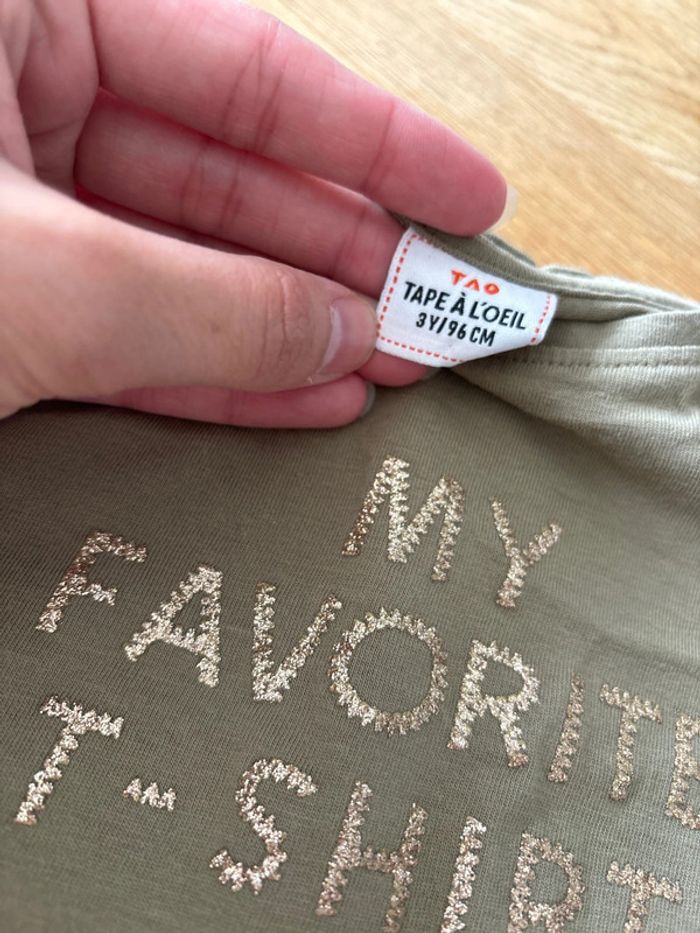 TAO
TAPE À L'OEIL
3Y/96 CM
MY
FAVORITE
T-SHIRT